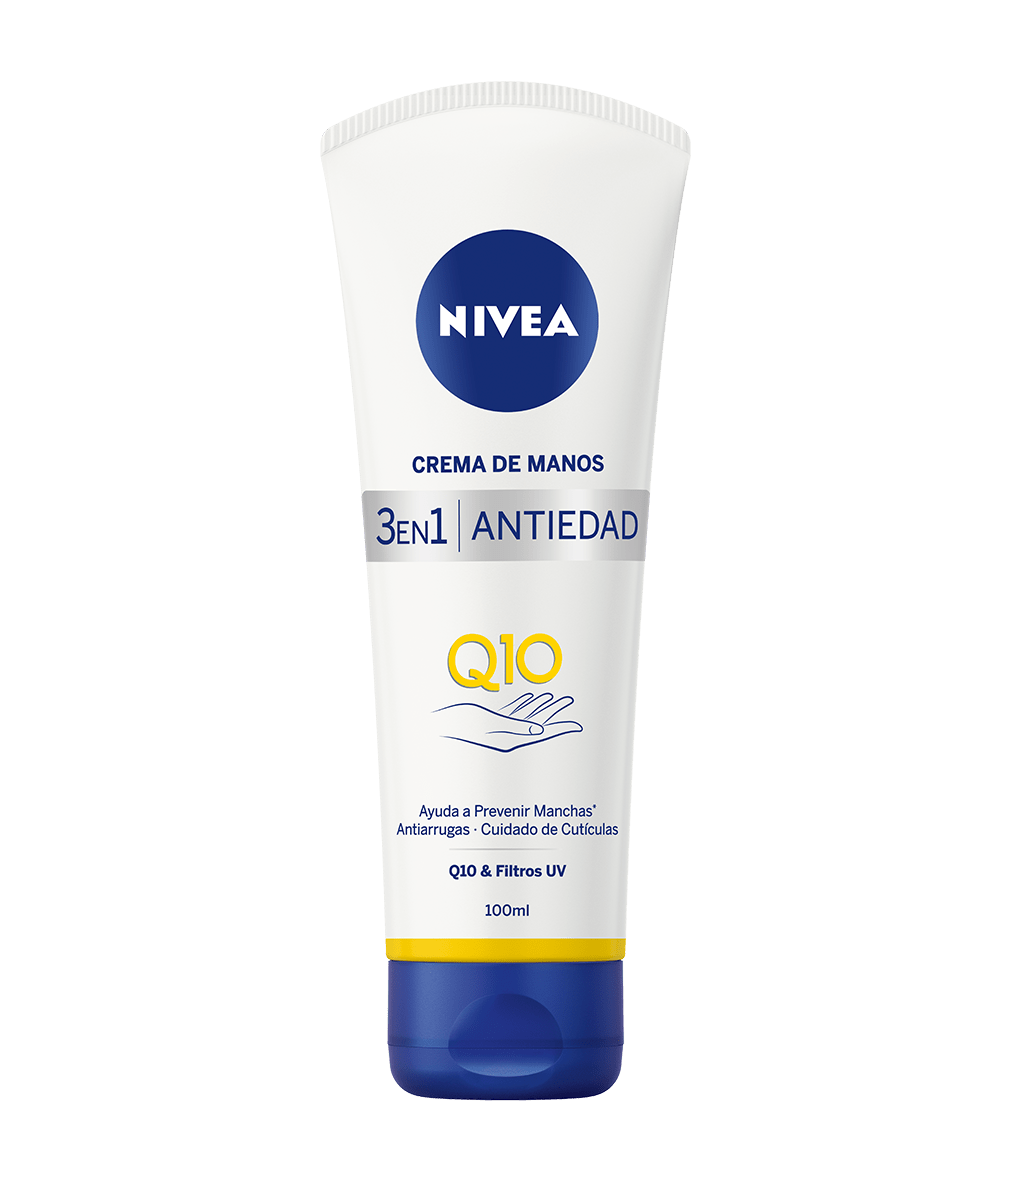 NIVEA
CREMA DE MANOS
3EN1 | ANTIEDAD
Q10
Ayuda a Prevenir Manchas*
Antiarrugas · Cuidado de Cutículas
Q10 & Filtros UV
100ml